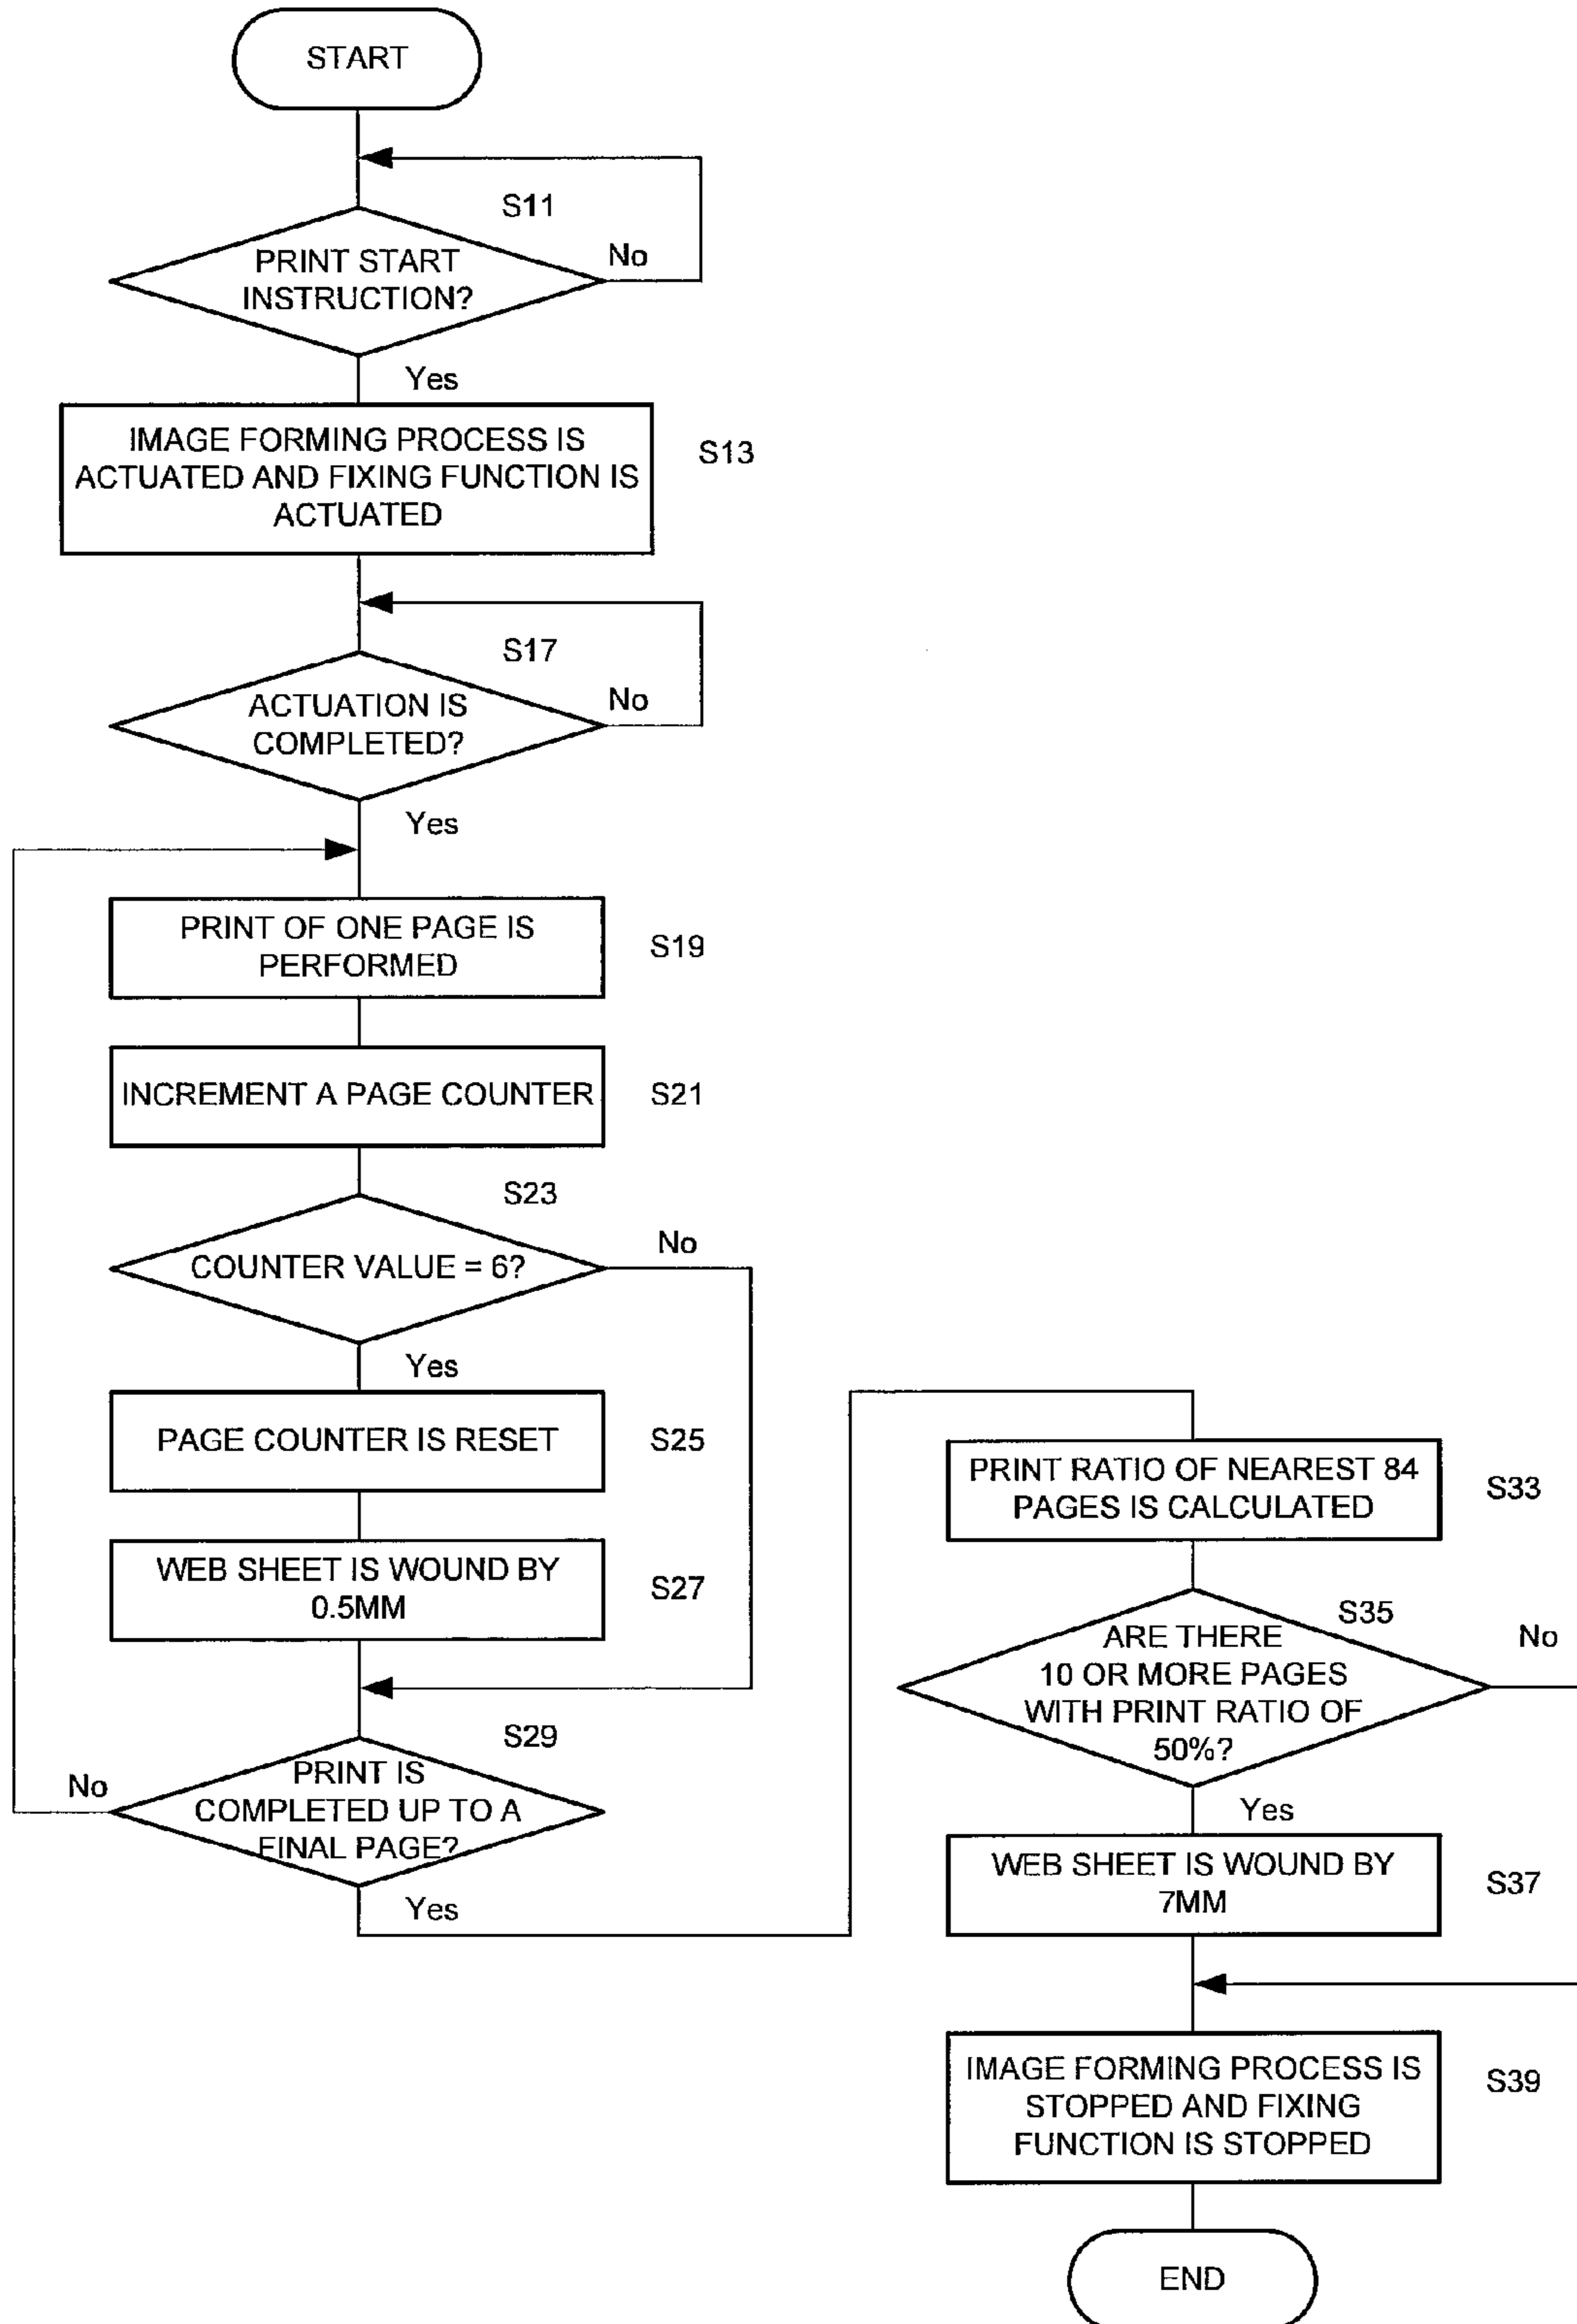 START
S11
PRINT START
INSTRUCTION?
No
Yes
IMAGE FORMING PROCESS IS
ACTUATED AND FIXING FUNCTION IS
ACTUATED
S13
S17
ACTUATION IS
COMPLETED?
No
Yes
PRINT OF ONE PAGE IS
PERFORMED
S19
INCREMENT A PAGE COUNTER
S21
S23
COUNTER VALUE = 6?
No
Yes
PAGE COUNTER IS RESET
S25
WEB SHEET IS WOUND BY
0.5MM
S27
S29
PRINT IS
COMPLETED UP TO A
FINAL PAGE?
No
Yes
PRINT RATIO OF NEAREST 84
PAGES IS CALCULATED
S33
S35
ARE THERE
10 OR MORE PAGES
WITH PRINT RATIO OF
50%?
No
Yes
WEB SHEET IS WOUND BY
7MM
S37
IMAGE FORMING PROCESS IS
STOPPED AND FIXING
FUNCTION IS STOPPED
S39
END